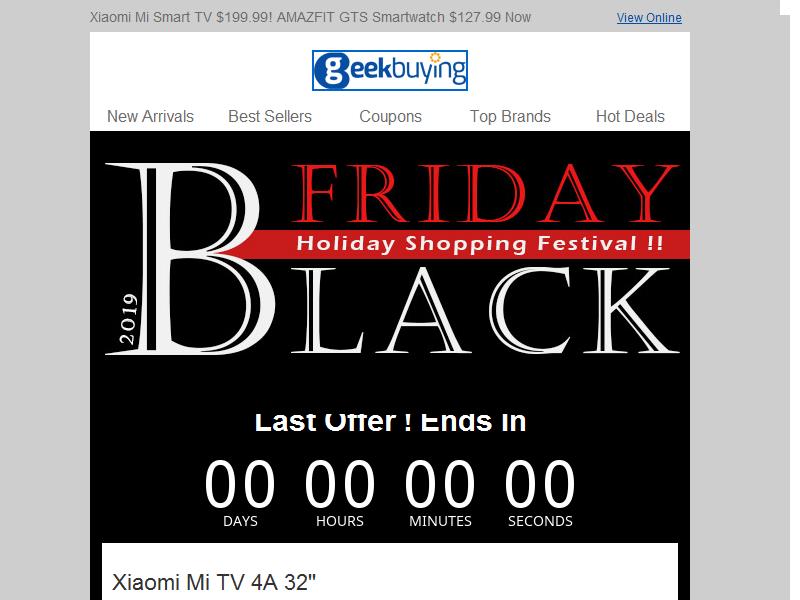 Xiaomi Mi Smart TV $199.99! AMAZFIT GTS Smartwatch $127.99 Now
View Online
geekbuying
New Arrivals
Best Sellers
Coupons
Top Brands
Hot Deals
FRIDAY
Holiday Shopping Festival !!
BLACK
2019
Last Offer ! Ends In
00 00 00 00
DAYS HOURS MINUTES SECONDS
Xiaomi Mi TV 4A 32"